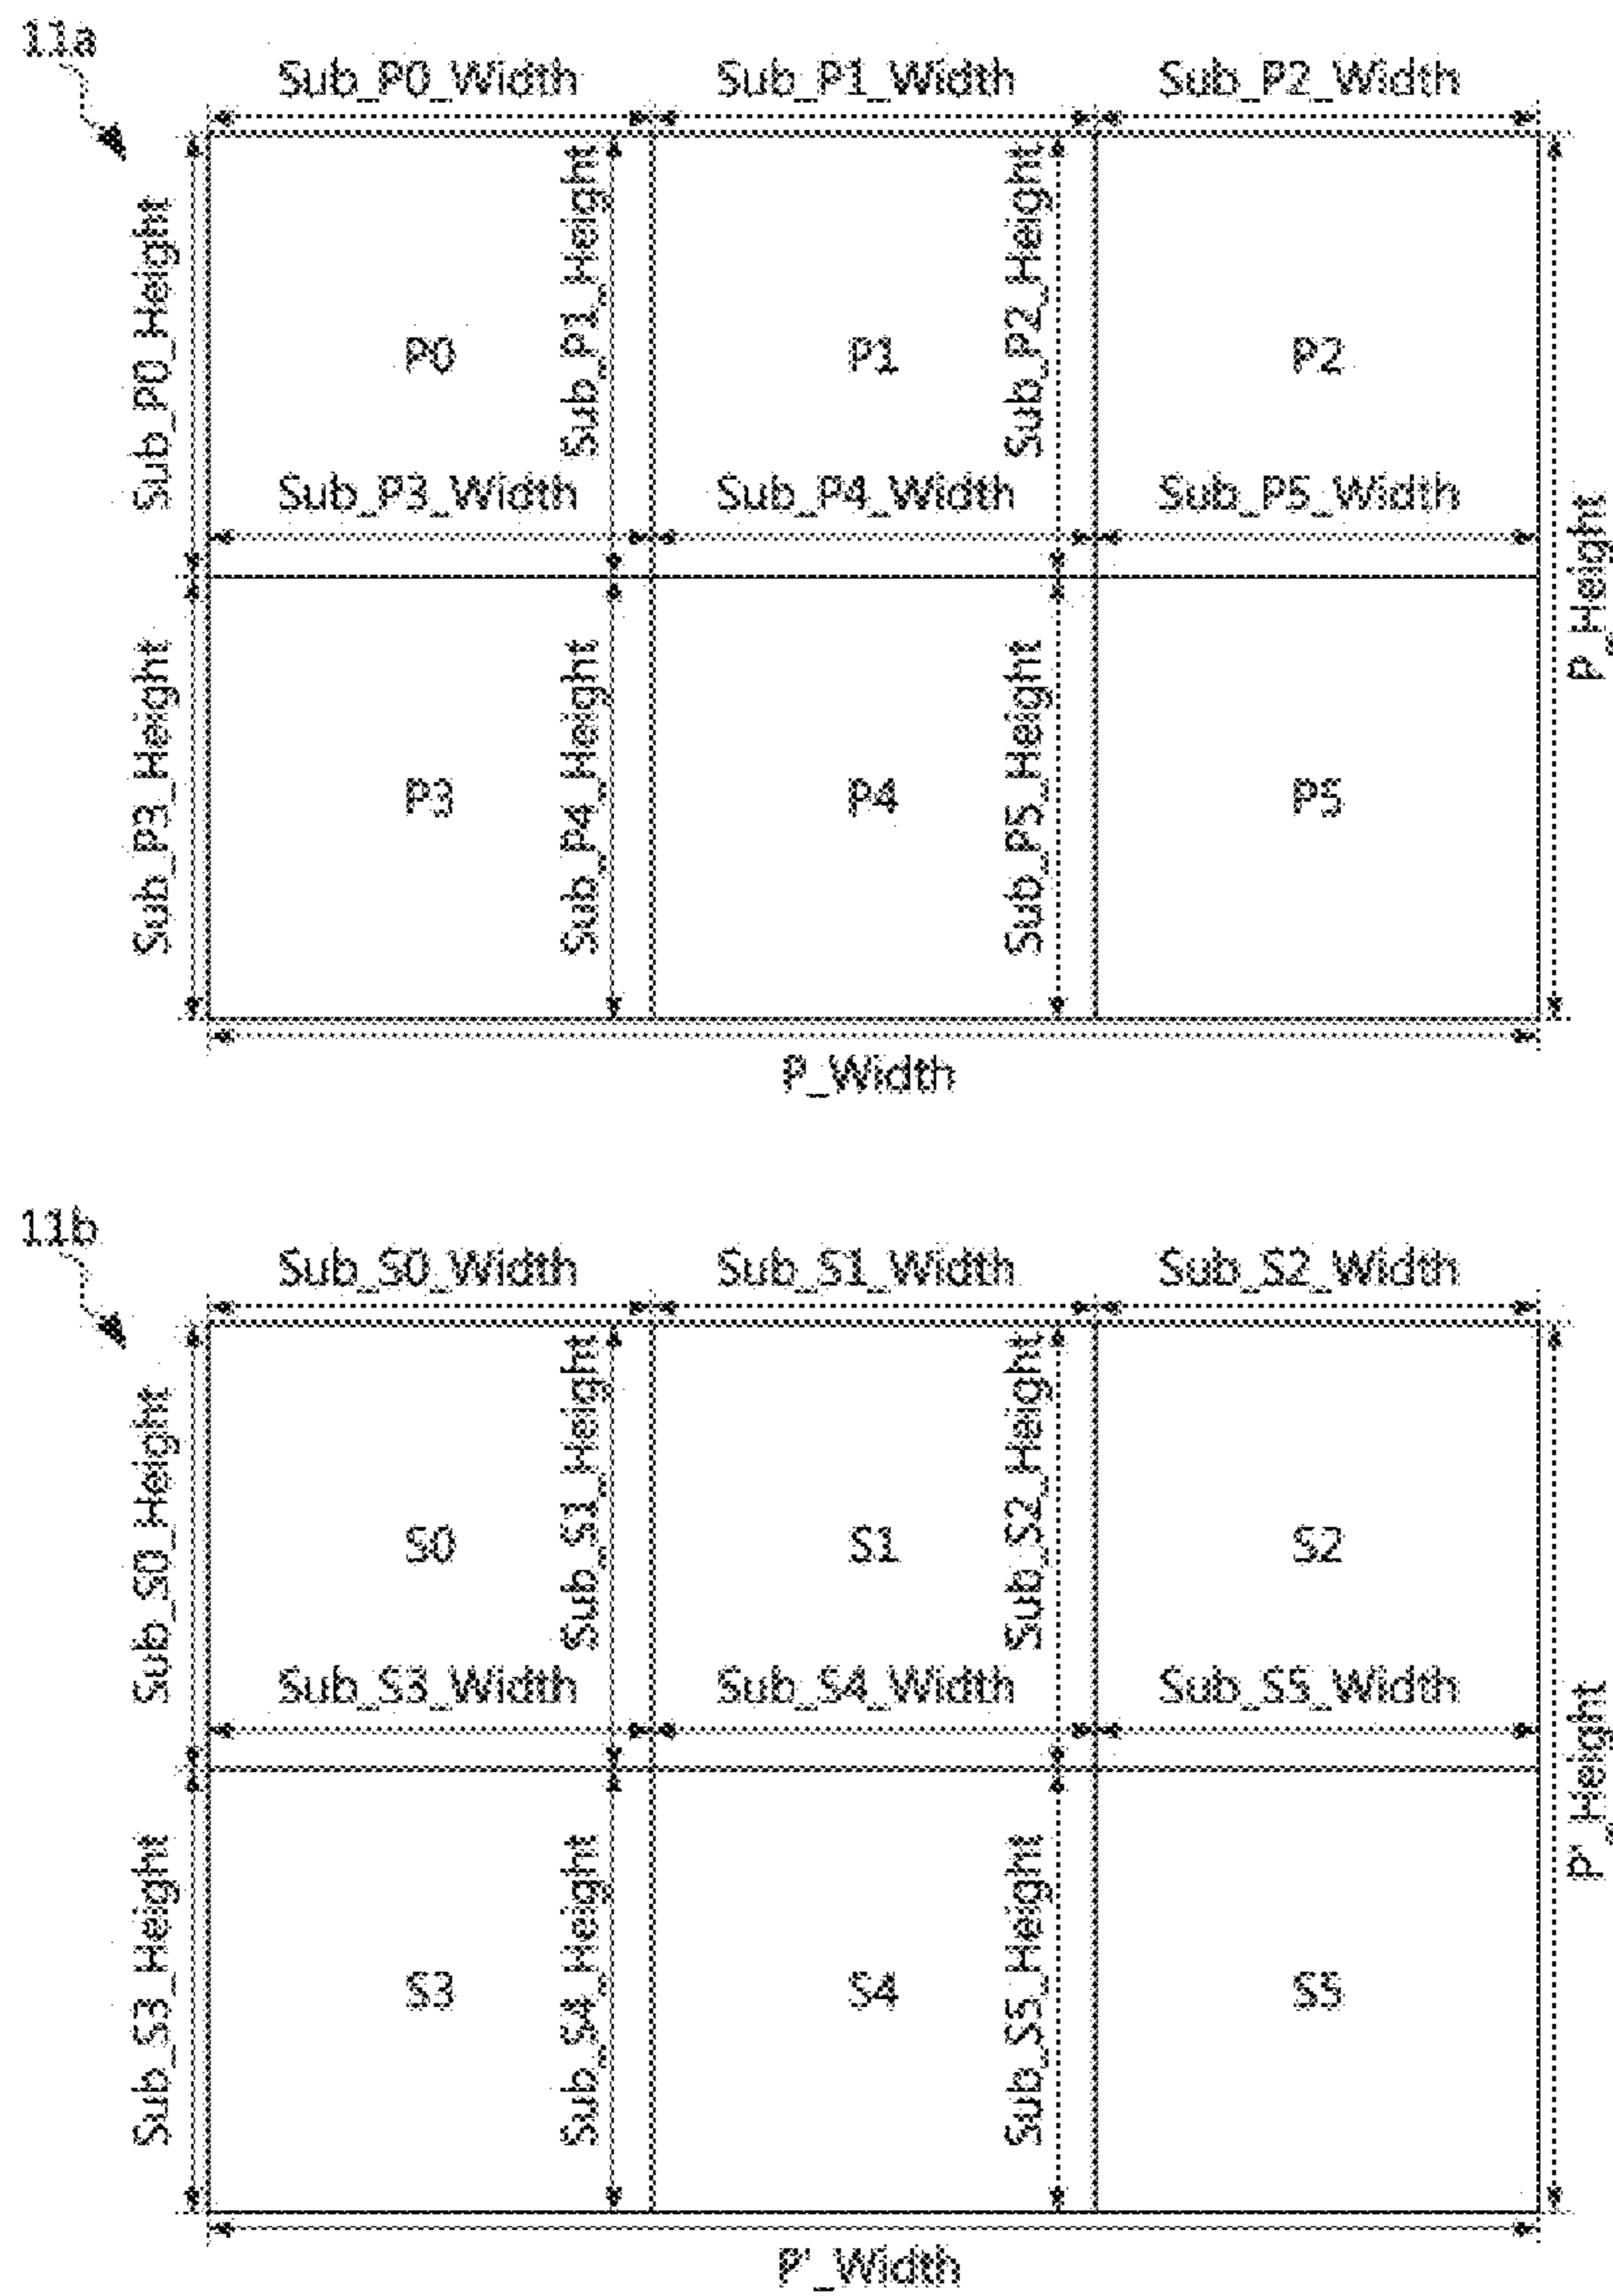 11a
Sub_P0_Width Sub_P1_Width Sub_P2_Width
Sub_P0_Height
Sub_P1_Height
Sub_P2_Height
P0 P1 P2
Sub_P3_Width Sub_P4_Width Sub_P5_Width
P_Height
Sub_P3_Height
Sub_P4_Height
Sub_P5_Height
P3 P4 P5
P_Width
11b
Sub_S0_Width Sub_S1_Width Sub_S2_Width
Sub_S0_Height
Sub_S1_Height
Sub_S2_Height
S0 S1 S2
Sub_S3_Width Sub_S4_Width Sub_S5_Width
P'_Height
Sub_S3_Height
Sub_S4_Height
Sub_S5_Height
S3 S4 S5
P'_Width